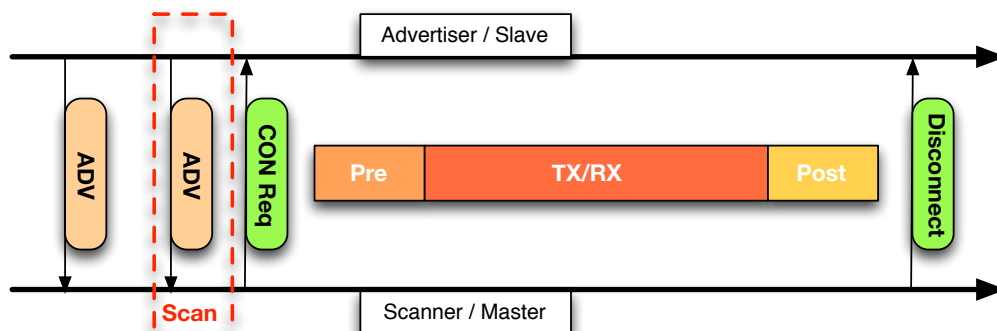 Advertiser / Slave
ADV
ADV
CON Req
Pre
TX/RX
Post
Disconnect
Scan
Scanner / Master